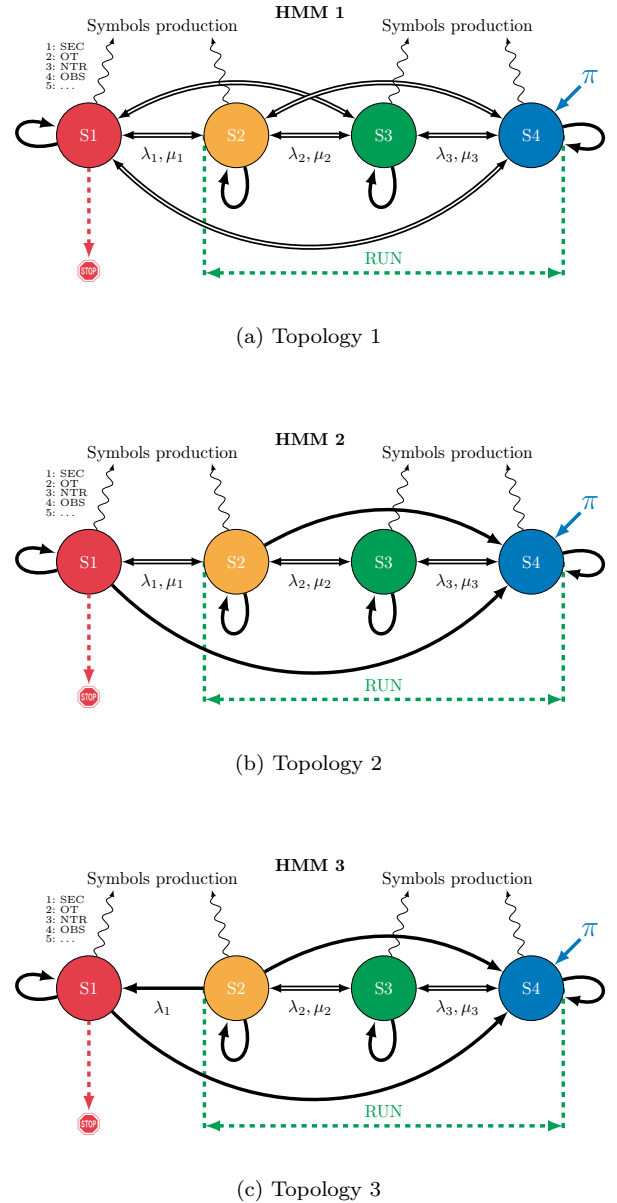 HMM 1
Symbols production Symbols production
1: SEC
2: OT
3: NTR
4: OBS
5: ...
π
S1 S2 S3 S4
λ₁, μ₁ λ₂, μ₂ λ₃, μ₃
RUN
STOP
(a) Topology 1
HMM 2
Symbols production Symbols production
1: SEC
2: OT
3: NTR
4: OBS
5: ...
π
S1 S2 S3 S4
λ₁, μ₁ λ₂, μ₂ λ₃, μ₃
RUN
STOP
(b) Topology 2
HMM 3
Symbols production Symbols production
1: SEC
2: OT
3: NTR
4: OBS
5: ...
π
S1 S2 S3 S4
λ₁ λ₂, μ₂ λ₃, μ₃
RUN
STOP
(c) Topology 3